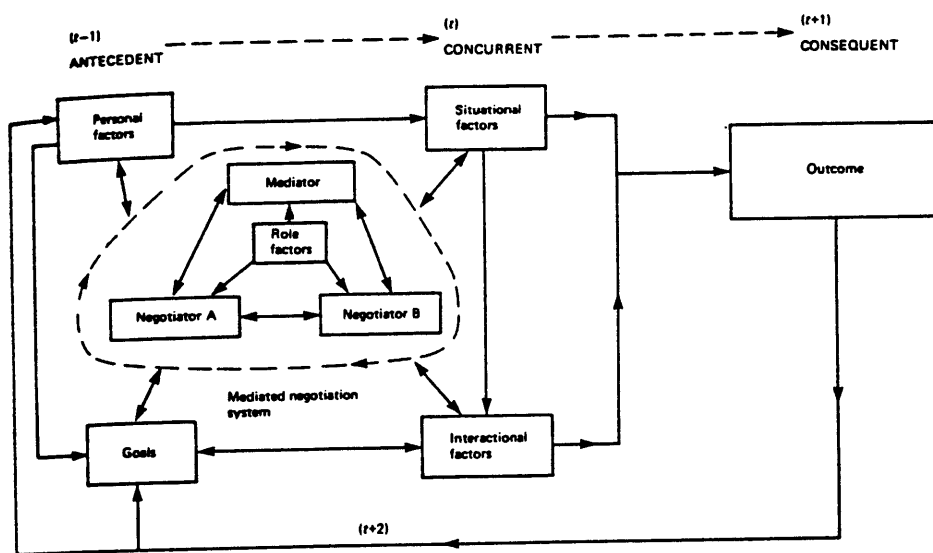 (t−1)
ANTECEDENT
(t)
CONCURRENT
(t+1)
CONSEQUENT
Personal
factors
Situational
factors
Mediator
Outcome
Role
factors
Negotiator A
Negotiator B
Mediated negotiation
system
Goals
Interactional
factors
(t+2)